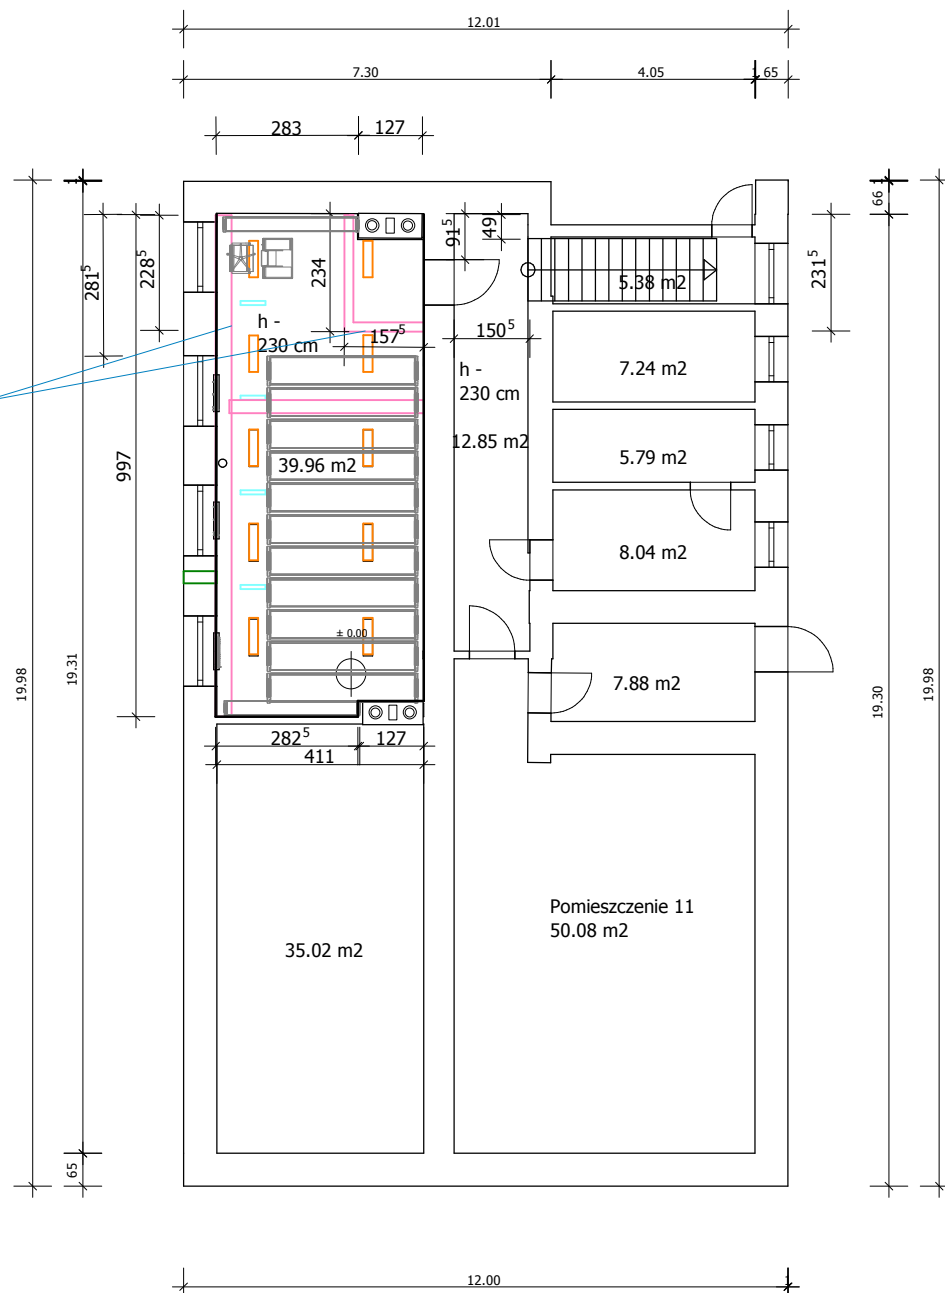 12.01
7.30
4.05
1
65
283
127
1
66
49
91⁵
281⁵
228⁵
234
231⁵
5.38 m2
h -
230 cm
157⁵
150⁵
7.24 m2
h -
230 cm
12.85 m2
5.79 m2
997
39.96 m2
8.04 m2
± 0.00
19.98
19.31
7.88 m2
19.30
19.98
282⁵
127
411
Pomieszczenie 11
50.08 m2
35.02 m2
65
12.00
1